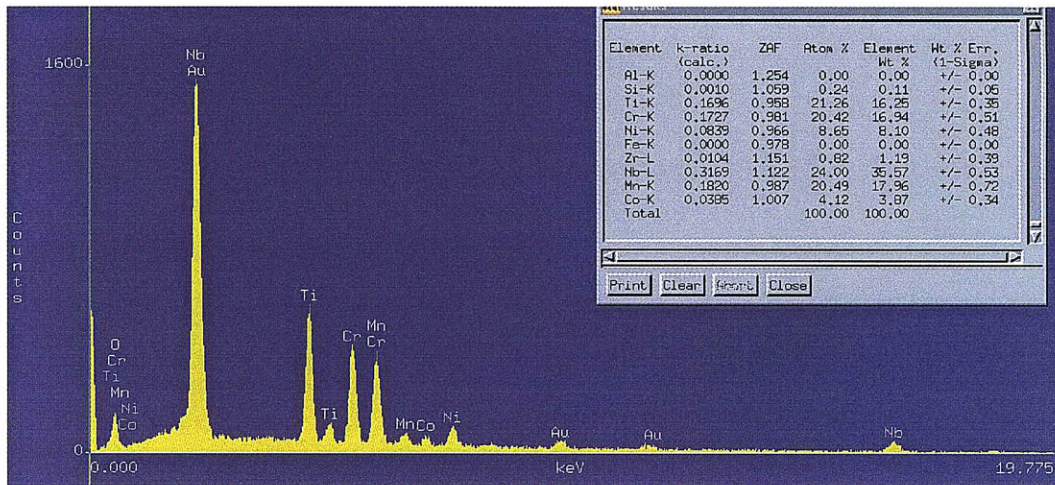 Results
Element k-ratio ZAF Atom % Element Wt % Err.
(calc.) Wt % (1-Sigma)
Al-K 0.0000 1.254 0.00 0.00 +/- 0.00
Si-K 0.0010 1.059 0.24 0.11 +/- 0.05
Ti-K 0.1696 0.958 21.26 16.25 +/- 0.35
Cr-K 0.1727 0.981 20.42 16.94 +/- 0.51
Ni-K 0.0839 0.966 8.65 8.10 +/- 0.48
Fe-K 0.0000 0.978 0.00 0.00 +/- 0.00
Zr-L 0.0104 1.151 0.82 1.19 +/- 0.39
Nb-L 0.3169 1.122 24.00 35.57 +/- 0.53
Mn-K 0.1820 0.987 20.49 17.96 +/- 0.72
Co-K 0.0385 1.007 4.12 3.87 +/- 0.34
Total 100.00 100.00
Print Clear Abort Close
1600
Nb
Au
Counts
Ti
Mn
Cr Cr
O
Cr
Ti
Mn
Ni
Co
Ti Mn Co Ni Au Au Nb
0
0.000 keV 19.775